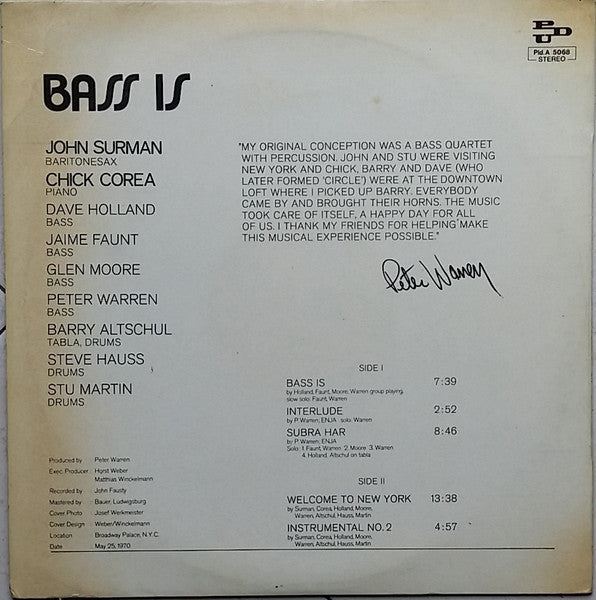 PDU
Pld.A 5068
STEREO
BASS IS
JOHN SURMAN
BARITONESAX
CHICK COREA
PIANO
DAVE HOLLAND
BASS
JAIME FAUNT
BASS
GLEN MOORE
BASS
PETER WARREN
BASS
BARRY ALTSCHUL
TABLA, DRUMS
STEVE HAUSS
DRUMS
STU MARTIN
DRUMS
"MY ORIGINAL CONCEPTION WAS A BASS QUARTET
WITH PERCUSSION. JOHN AND STU WERE VISITING
NEW YORK AND CHICK, BARRY AND DAVE (WHO
LATER FORMED 'CIRCLE') WERE AT THE DOWNTOWN
LOFT WHERE I PICKED UP BARRY. EVERYBODY
CAME BY AND BROUGHT THEIR HORNS. THE MUSIC
TOOK CARE OF ITSELF, A HAPPY DAY FOR ALL
OF US. I THANK MY FRIENDS FOR HELPING MAKE
THIS MUSICAL EXPERIENCE POSSIBLE."
Peter Warren
SIDE I
BASS IS 7:39
by Holland, Faunt, Moore, Warren group playing,
slow solo: Faunt, Warren
INTERLUDE 2:52
by P. Warren; ENJA solo: Warren
SUBRA HAR 8:46
by P. Warren; ENJA
Solo: 1. Faunt, Warren 2. Moore 3. Warren
4. Holland, Altschul on tabla
SIDE II
WELCOME TO NEW YORK 13:38
by Surman, Corea, Holland, Moore,
Warren, Altschul, Hauss, Martin
INSTRUMENTAL NO. 2 4:57
by Surman, Corea, Holland, Moore,
Warren, Altschul, Hauss, Martin
Produced by Peter Warren
Exec. Producer Horst Weber
Matthias Winckelmann
Recorded by John Fausty
Mastered by Bauer, Ludwigsburg
Cover Photo Josef Werkmeister
Cover Design Weber/Winckelmann
Location Broadway Palace, N.Y.C.
Date May 25, 1970